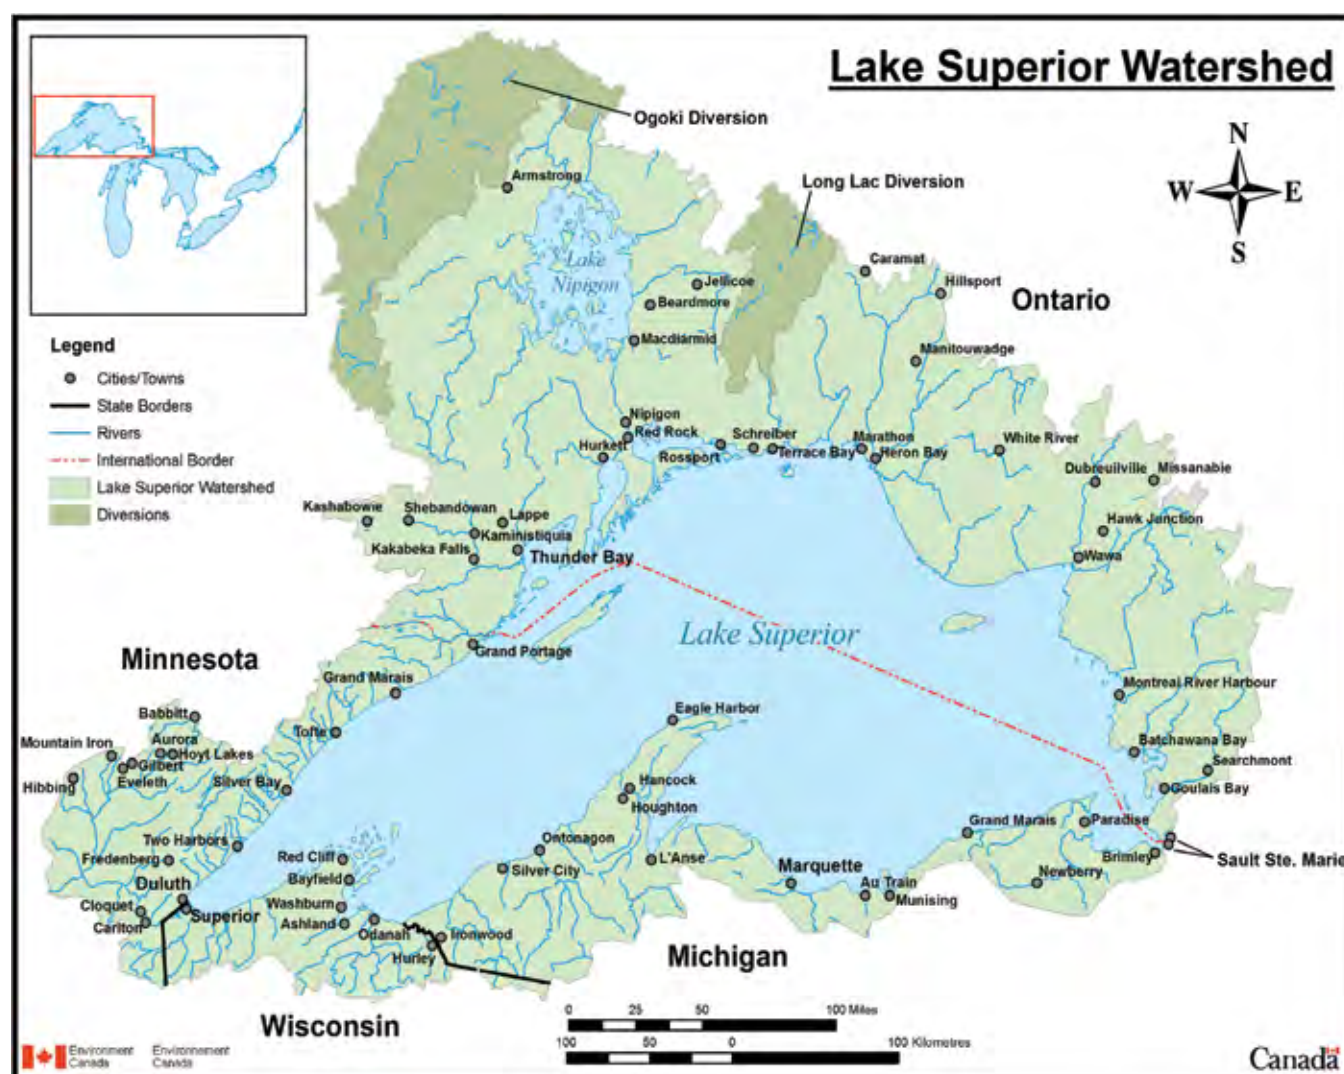 Lake Superior Watershed
Ogoki Diversion
N
W E
S
Armstrong
Long Lac Diversion
Lake
Nipigon
Caramat
Hillsport
Jellicoe
Beardmore
Ontario
Macdiarmid
Manitouwadge
Legend
Cities/Towns
State Borders
Rivers
International Border
Lake Superior Watershed
Diversions
Nipigon
Red Rock
Hurkett
Rossport
Schreiber
Terrace Bay
Marathon
Heron Bay
White River
Dubreuilville
Missanabie
Kashabowie
Shebandowan
Lappe
Kaministiquia
Kakabeka Falls
Thunder Bay
Hawk Junction
Wawa
Lake Superior
Minnesota
Grand Portage
Grand Marais
Montreal River Harbour
Babbitt
Eagle Harbor
Tofte
Aurora
Mountain Iron
Hoyt Lakes
Gilbert
Eveleth
Hibbing
Silver Bay
Batchawana Bay
Searchmont
Goulais Bay
Hancock
Houghton
Two Harbors
Fredenberg
Ontonagon
Grand Marais
Paradise
Red Cliff
Bayfield
Silver City
L'Anse
Marquette
Brimley
Sault Ste. Marie
Newberry
Duluth
Au Train
Munising
Cloquet
Superior
Carlton
Washburn
Ashland
Odanah
Ironwood
Hurley
Michigan
Wisconsin
0 25 50 100 Miles
100 50 0 100 Kilometres
Environment Environnement
Canada Canada
Canada